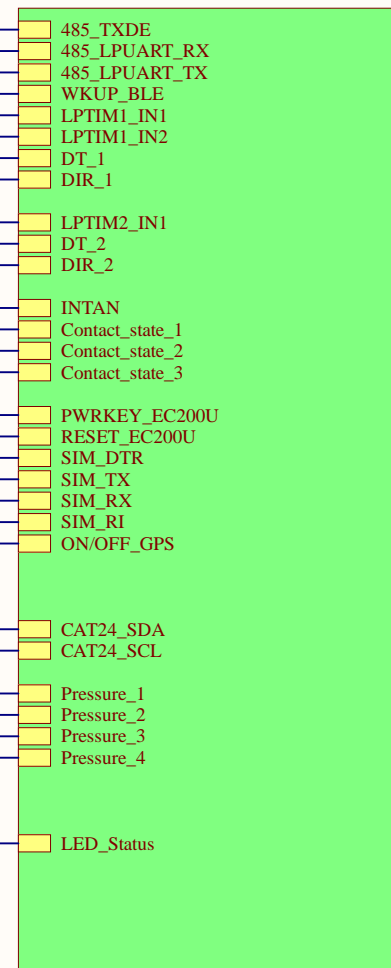 485_TXDE
485_LPUART_RX
485_LPUART_TX
WKUP_BLE
LPTIM1_IN1
LPTIM1_IN2
DT_1
DIR_1
LPTIM2_IN1
DT_2
DIR_2
INTAN
Contact_state_1
Contact_state_2
Contact_state_3
PWRKEY_EC200U
RESET_EC200U
SIM_DTR
SIM_TX
SIM_RX
SIM_RI
ON/OFF_GPS
CAT24_SDA
CAT24_SCL
Pressure_1
Pressure_2
Pressure_3
Pressure_4
LED_Status